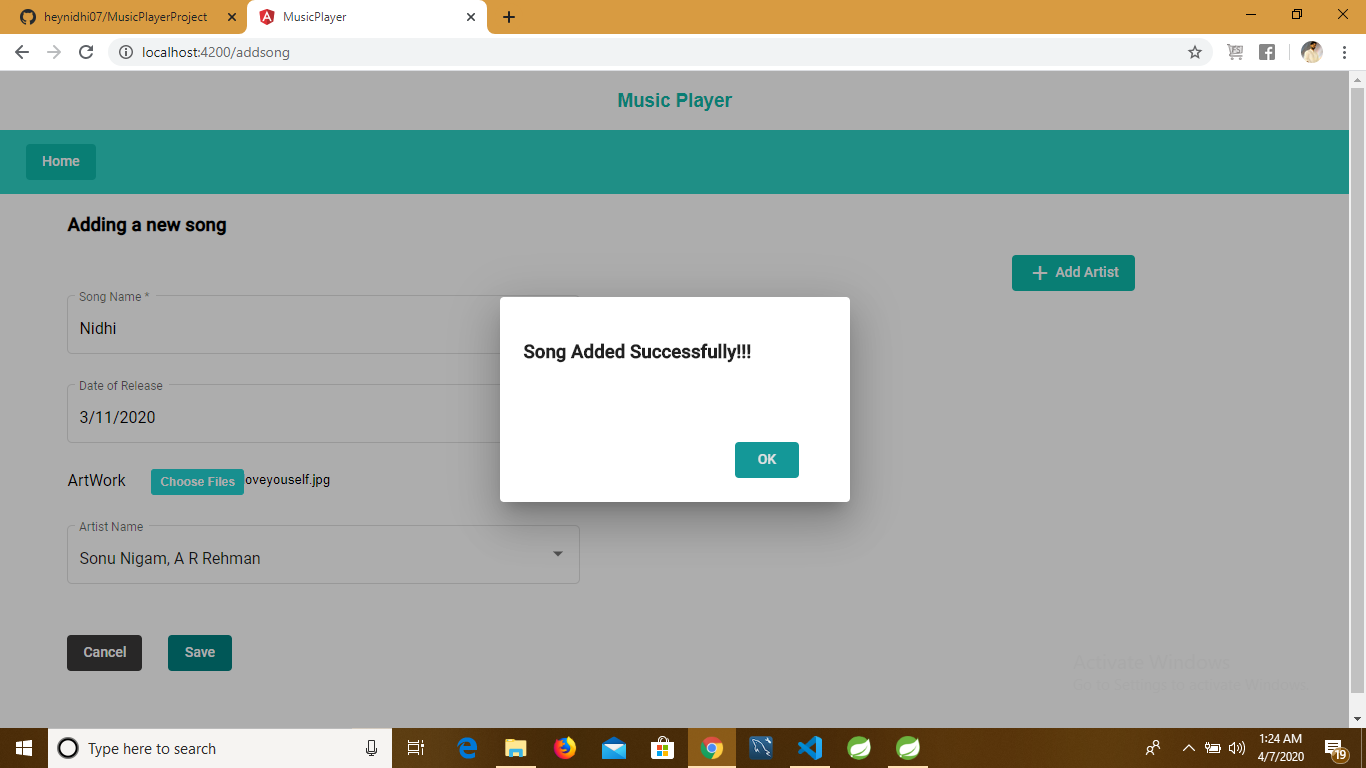 heynidhi07/MusicPlayerProject
MusicPlayer
localhost:4200/addsong
Music Player
Home
Adding a new song
Add Artist
Song Name *
Nidhi
Date of Release
3/11/2020
ArtWork
Choose Files
oveyouself.jpg
Artist Name
Sonu Nigam, A R Rehman
Cancel
Save
Song Added Successfully!!!
OK
Activate Windows
Type here to search
1:24 AM
4/7/2020
19